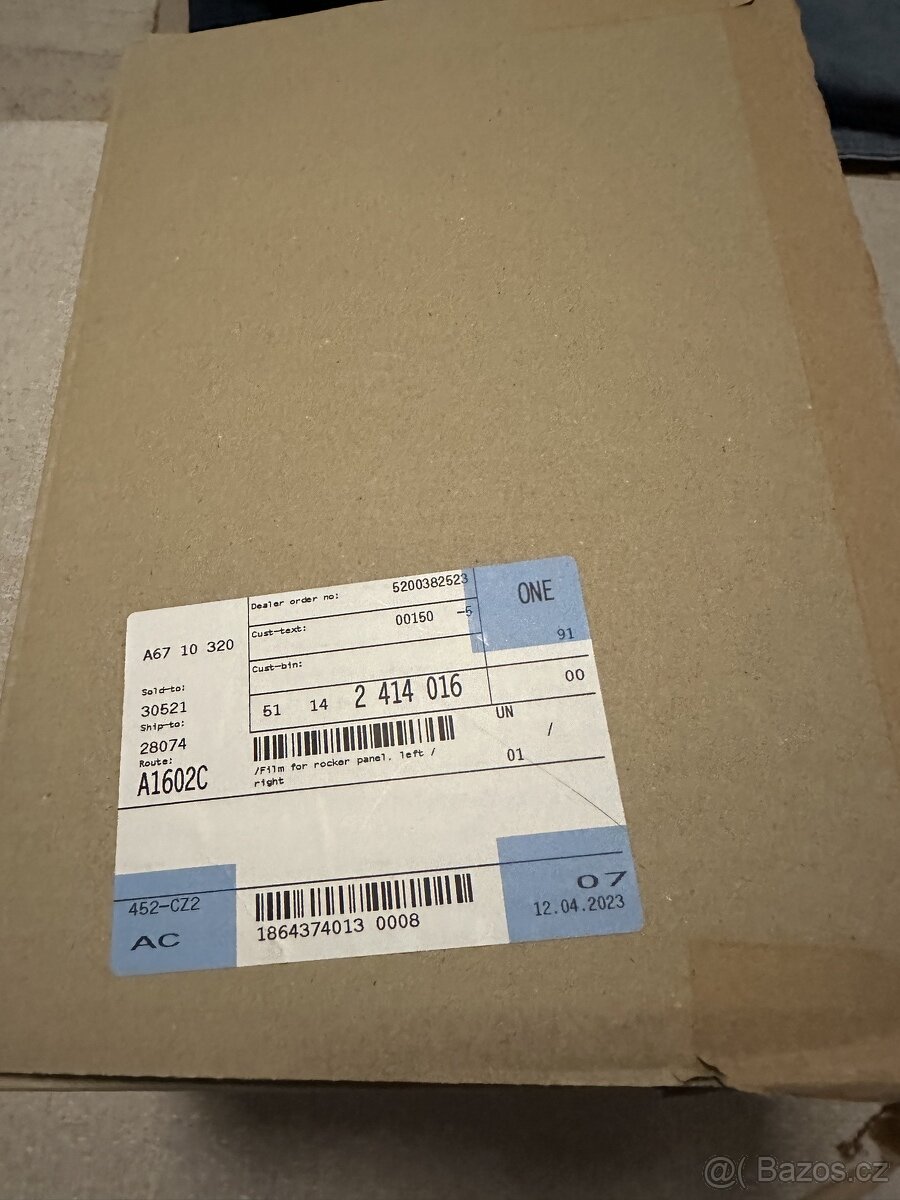 A67 10 320
Sold-to:
30521
Ship-to:
28074
Route:
A1602C
Dealer order no: 5200382523
Cust-text: 00150 -5
Cust-bin:
51 14 2 414 016
/Film for rocker panel, left /
right
ONE
91
00
UN /
01
452-CZ2
AC
1864374013 0008
07
12.04.2023
@( Bazos.cz